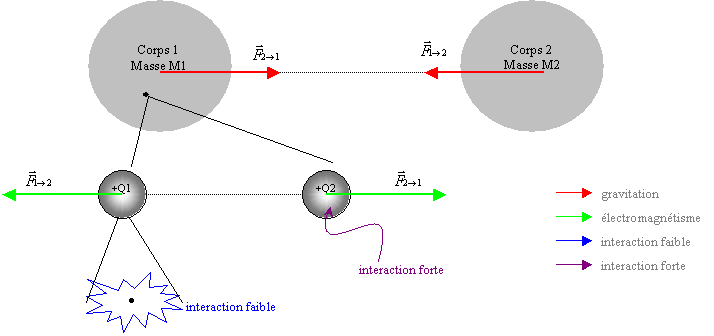 Corps 1
Masse M1
F2→1
F1→2
Corps 2
Masse M2
F1→2
+Q1
+Q2
F2→1
gravitation
électromagnétisme
interaction faible
interaction forte
interaction forte
interaction faible